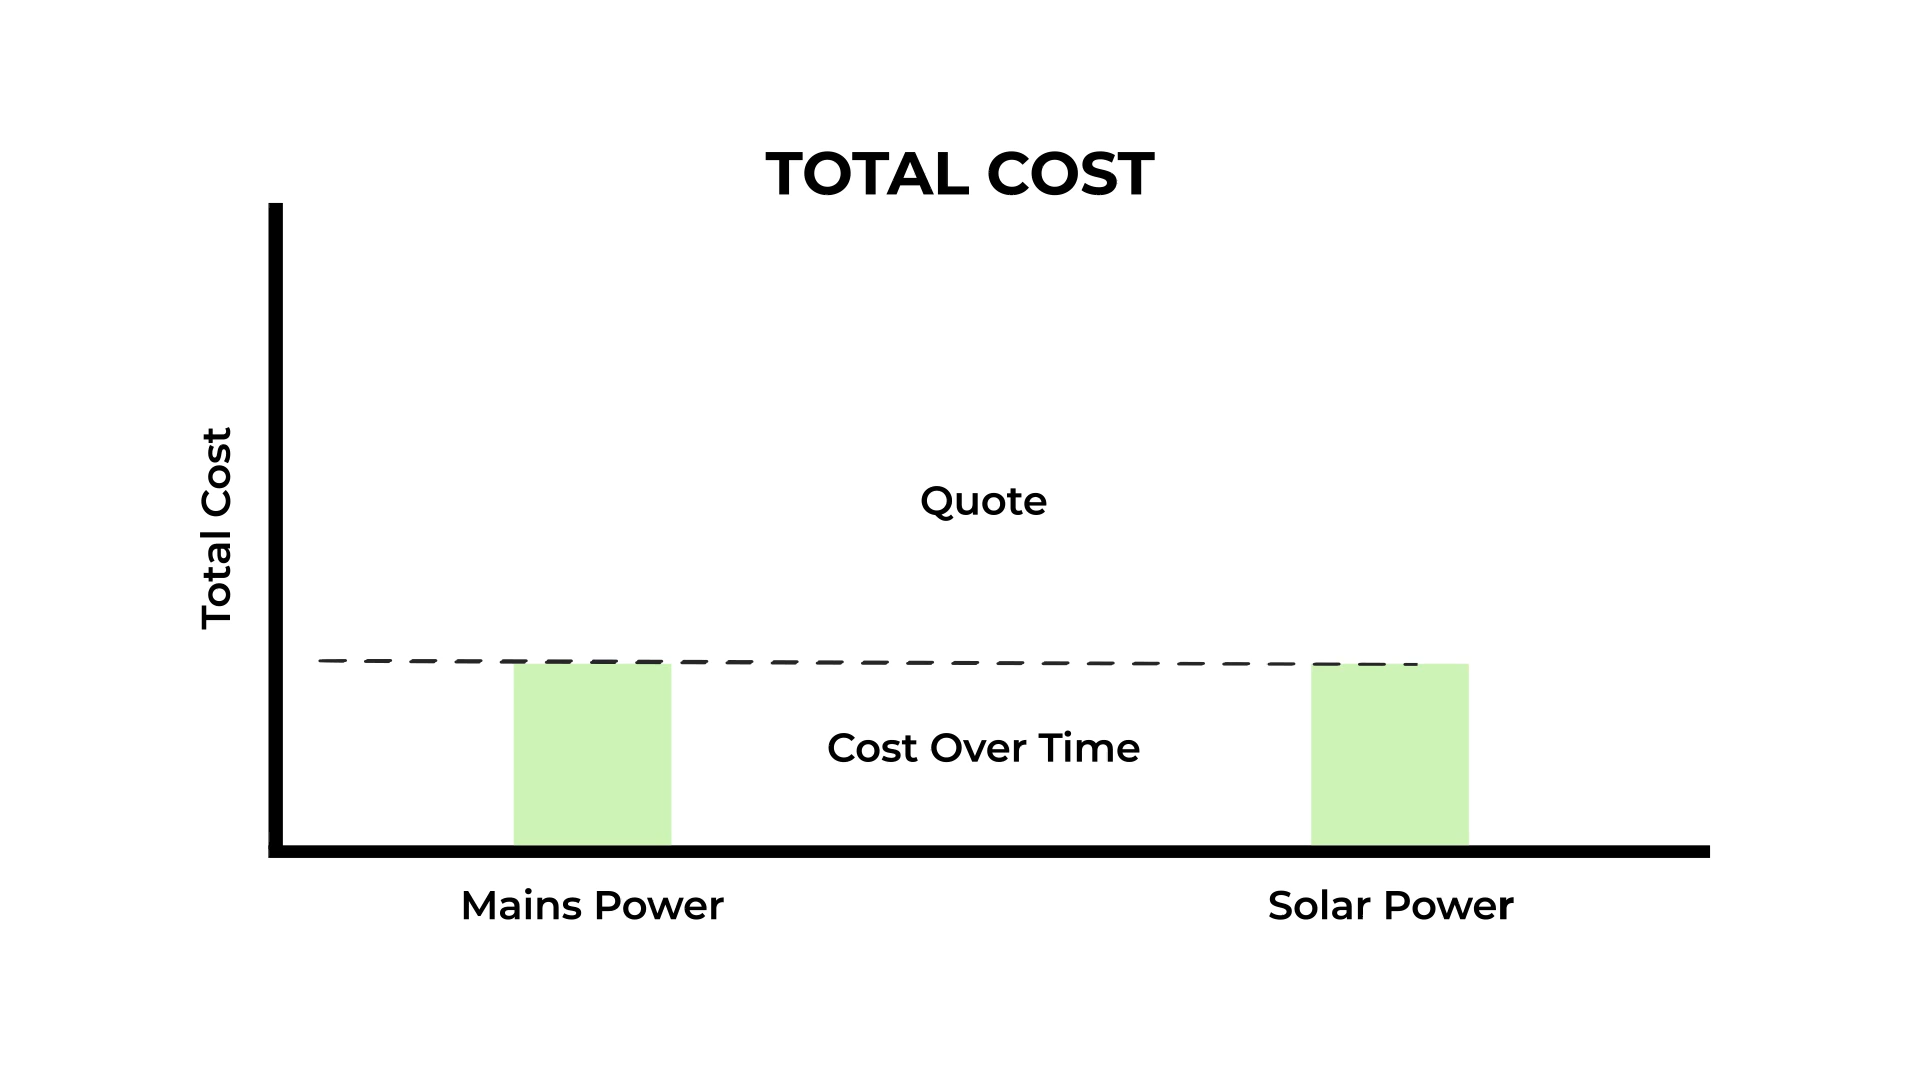 TOTAL COST
Total Cost
Quote
Cost Over Time
Mains Power
Solar Power